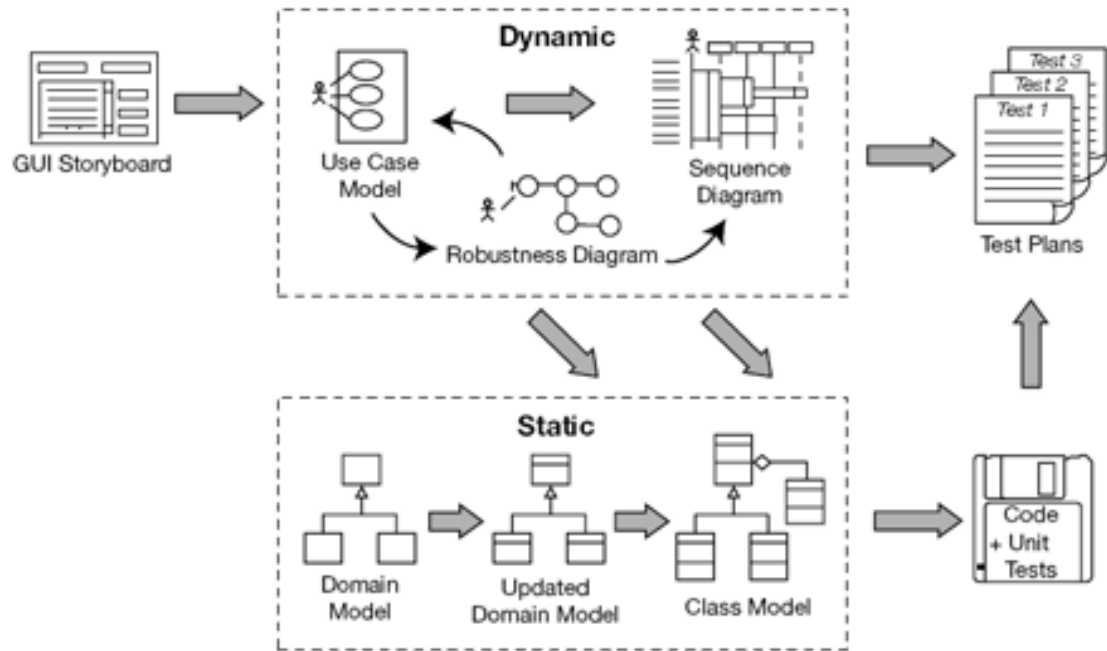 Dynamic
GUI Storyboard
Use Case
Model
Robustness Diagram
Sequence
Diagram
Test 3
Test 2
Test 1
Test Plans
Static
Domain
Model
Updated
Domain Model
Class Model
Code
+ Unit
Tests